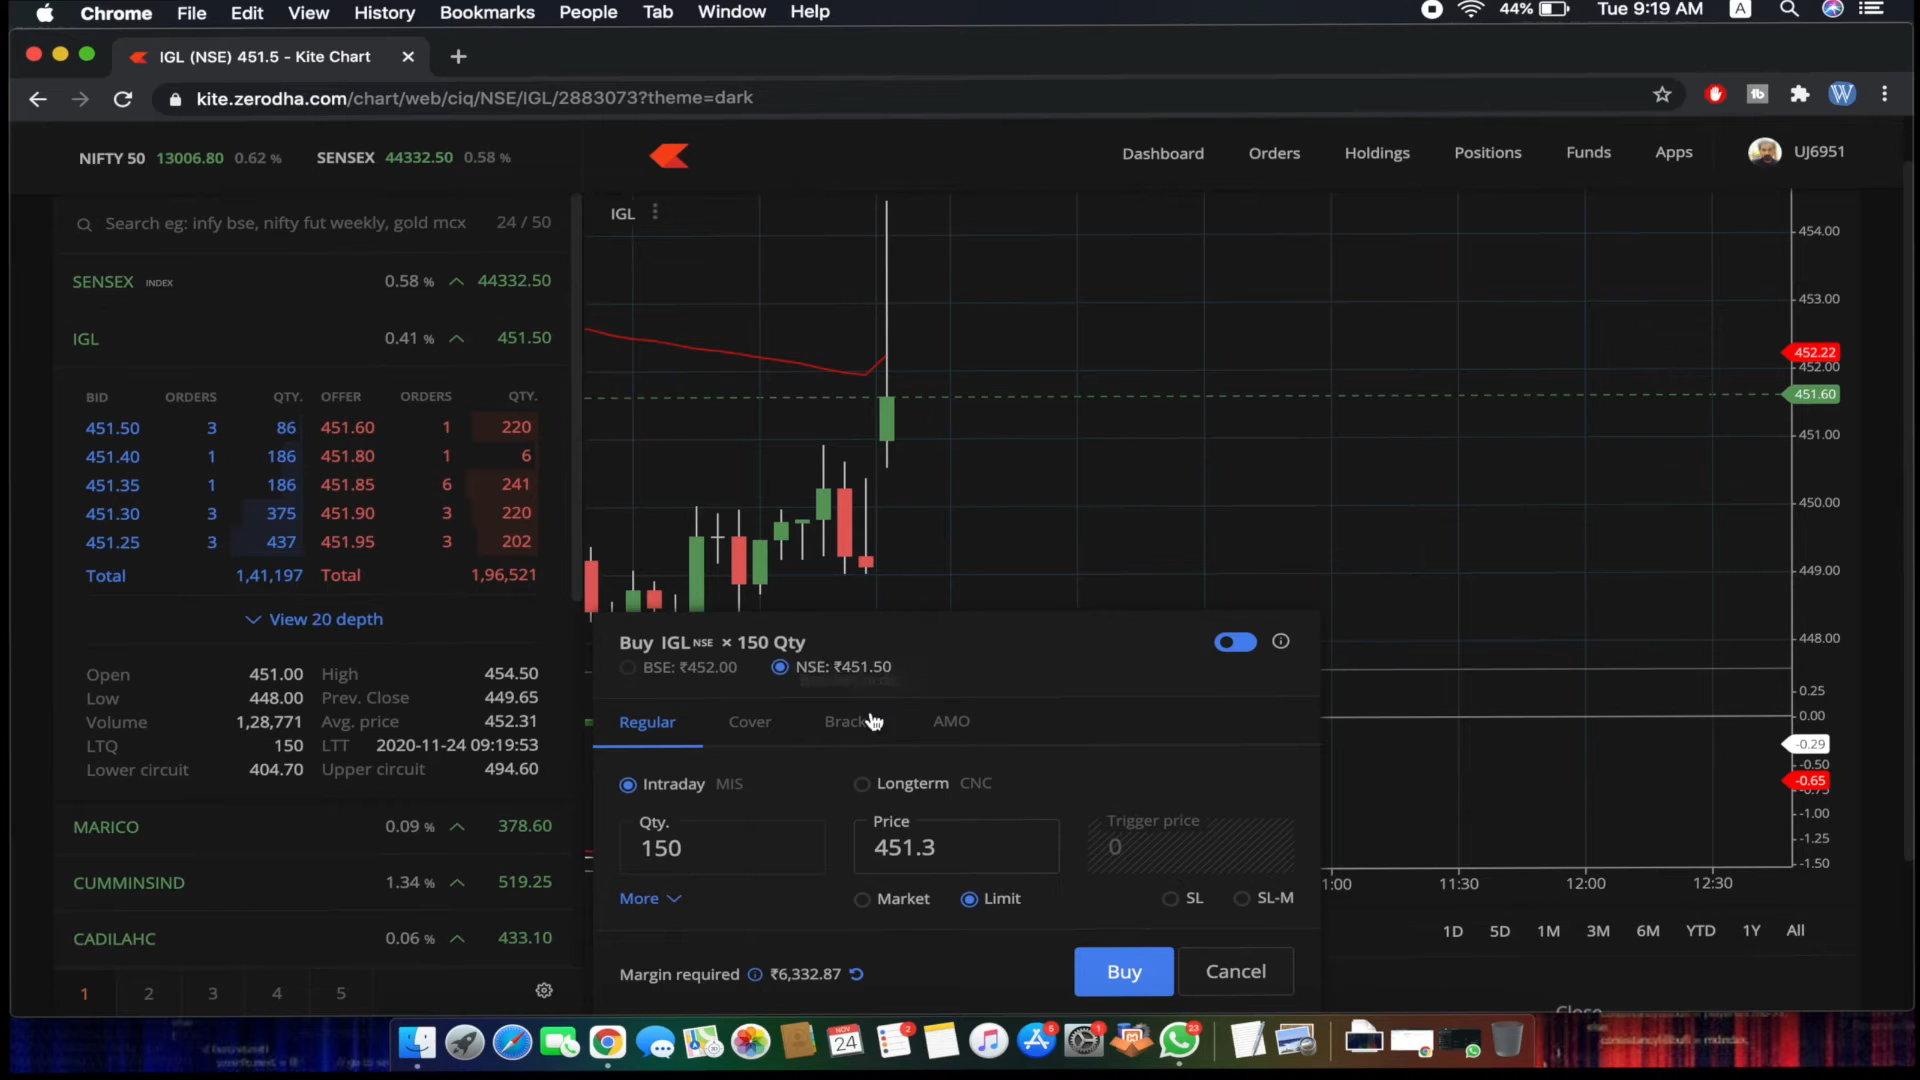 Chrome File Edit View History Bookmarks People Tab Window Help 44% Tue 9:19 AM A
IGL (NSE) 451.5 - Kite Chart
kite.zerodha.com/chart/web/ciq/NSE/IGL/2883073?theme=dark
NIFTY 50 13006.80 0.62 % SENSEX 44332.50 0.58 %
Dashboard Orders Holdings Positions Funds Apps UJ6951
Search eg: infy bse, nifty fut weekly, gold mcx 24 / 50
SENSEX INDEX 0.58 % 44332.50
IGL 0.41 % 451.50
BID ORDERS QTY. OFFER ORDERS QTY.
451.50 3 86 451.60 1 220
451.40 1 186 451.80 1 6
451.35 1 186 451.85 6 241
451.30 3 375 451.90 3 220
451.25 3 437 451.95 3 202
Total 1,41,197 Total 1,96,521
View 20 depth
Open 451.00 High 454.50
Low 448.00 Prev. Close 449.65
Volume 1,28,771 Avg. price 452.31
LTQ 150 LTT 2020-11-24 09:19:53
Lower circuit 404.70 Upper circuit 494.60
MARICO 0.09 % 378.60
CUMMINSIND 1.34 % 519.25
CADILAHC 0.06 % 433.10
1 2 3 4 5
IGL
454.00
453.00
452.22
452.00
451.60
451.00
450.00
449.00
448.00
0.25
0.00
-0.29
-0.50
-0.65
-1.00
-1.25
-1.50
1:00 11:30 12:00 12:30
1D 5D 1M 3M 6M YTD 1Y All
Buy IGL NSE × 150 Qty
BSE: ₹452.00 NSE: ₹451.50
Regular Cover Brack AMO
Intraday MIS Longterm CNC
Qty. Price Trigger price
150 451.3 0
More Market Limit SL SL-M
Margin required ₹6,332.87 Buy Cancel
NOV
24
2
5
1
23